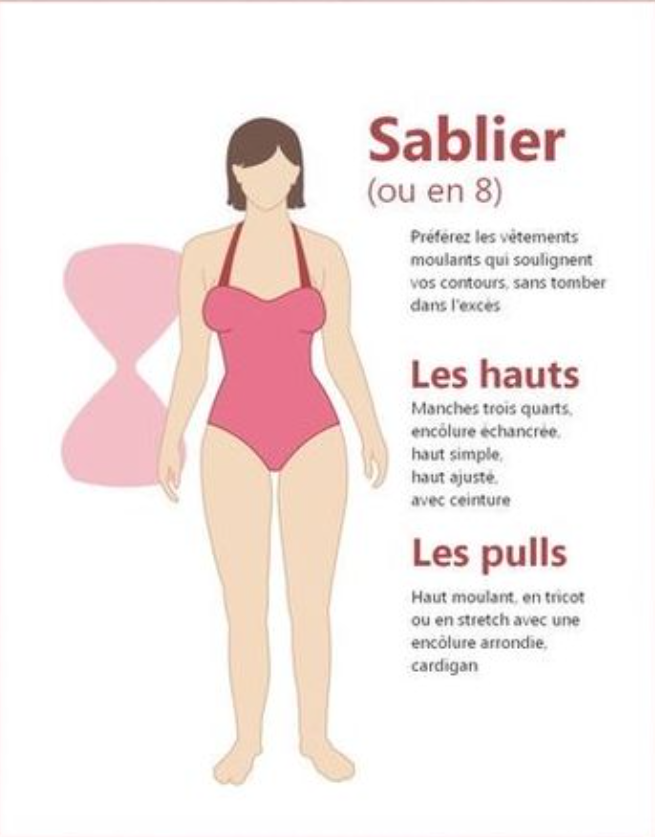 Sablier
(ou en 8)
Préférez les vêtements
moulants qui soulignent
vos contours, sans tomber
dans l'excès
Les hauts
Manches trois quarts,
encôlure échancrée,
haut simple,
haut ajusté,
avec ceinture
Les pulls
Haut moulant, en tricot
ou en stretch avec une
encôlure arrondie,
cardigan